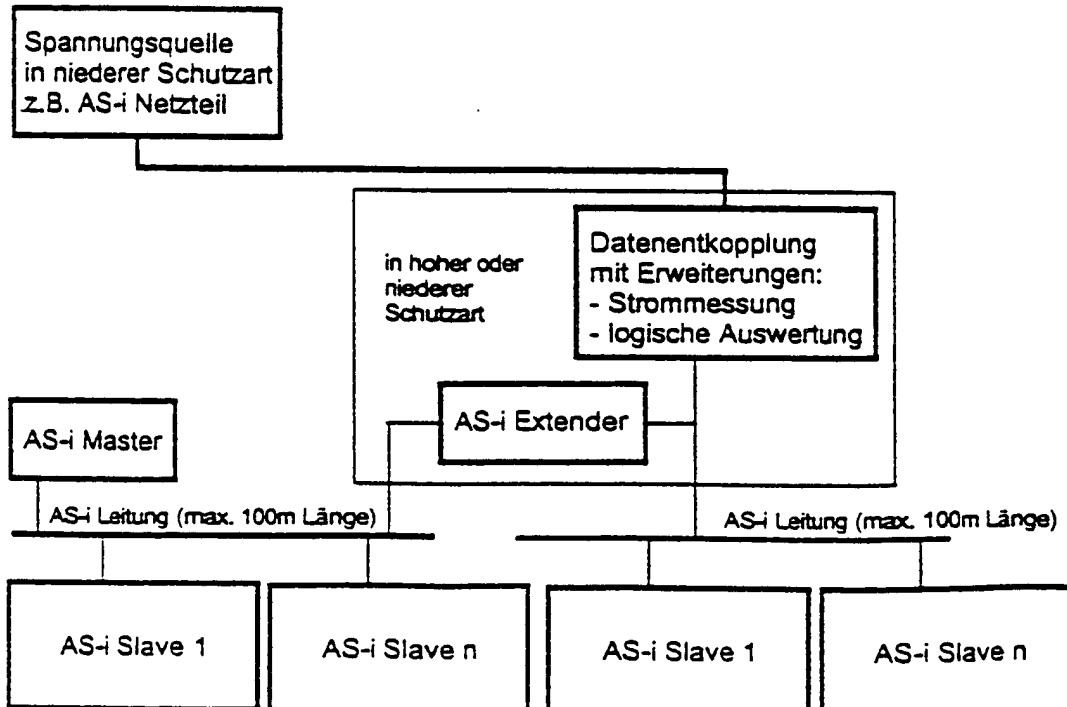 Spannungsquelle
in niederer Schutzart
z.B. AS-i Netzteil
Datenentkopplung
mit Erweiterungen:
- Strommessung
- logische Auswertung
in hoher oder
niederer
Schutzart
AS-i Extender
AS-i Master
AS-i Leitung (max. 100m Länge)
AS-i Leitung (max. 100m Länge)
AS-i Slave 1
AS-i Slave n
AS-i Slave 1
AS-i Slave n